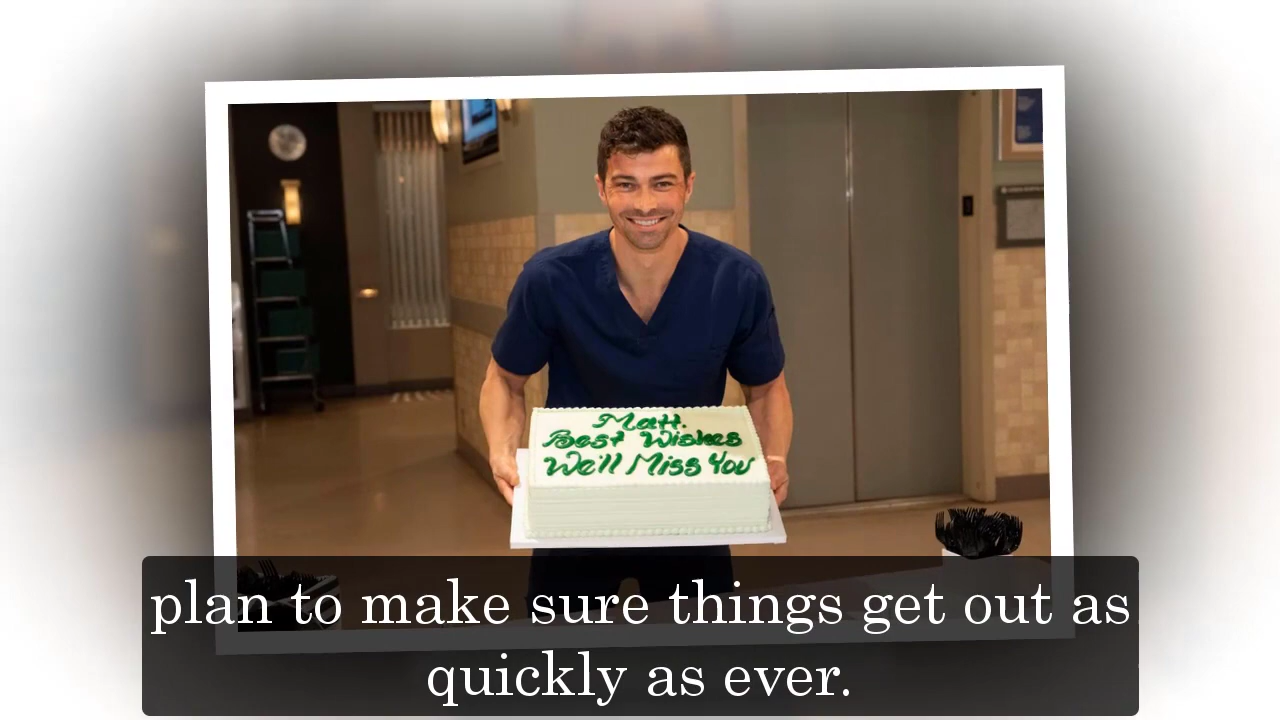 Matt.
Best Wishes
We'll Miss You
plan to make sure things get out as
quickly as ever.